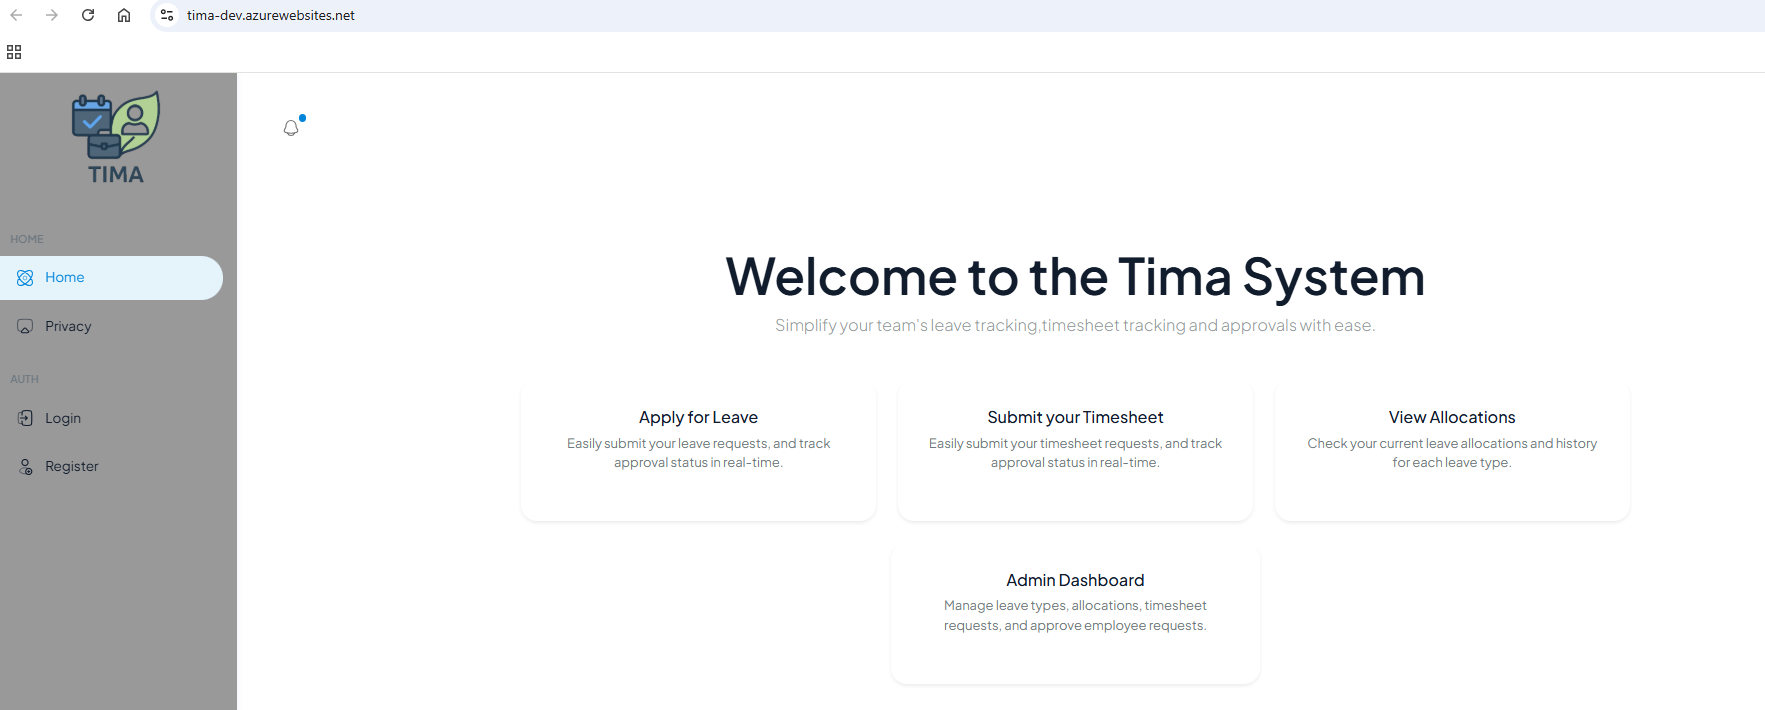 tima-dev.azurewebsites.net
TIMA
HOME
Home
Privacy
AUTH
Login
Register
Welcome to the Tima System
Simplify your team's leave tracking,timesheet tracking and approvals with ease.
Apply for Leave
Easily submit your leave requests, and track
approval status in real-time.
Submit your Timesheet
Easily submit your timesheet requests, and track
approval status in real-time.
View Allocations
Check your current leave allocations and history
for each leave type.
Admin Dashboard
Manage leave types, allocations, timesheet
requests, and approve employee requests.